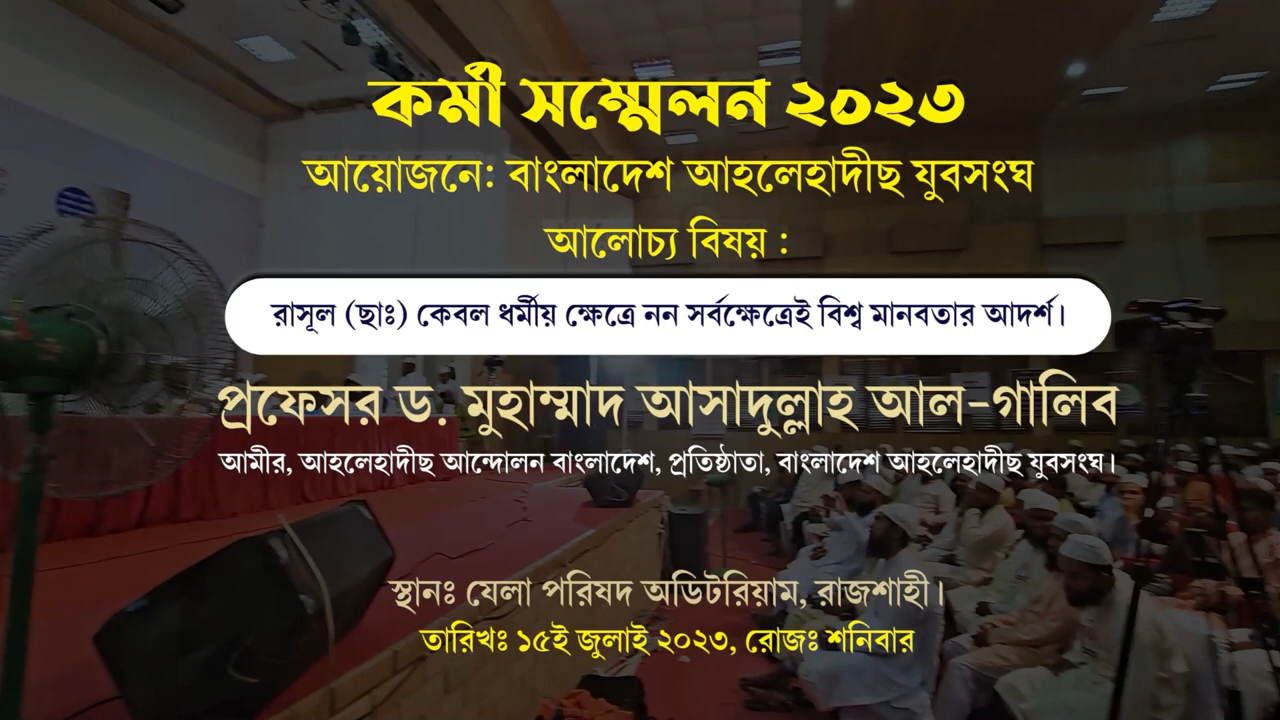 কর্মী সম্মেলন ২০২৩
আয়োজনে: বাংলাদেশ আহলেহাদীছ যুবসংঘ
আলোচ্য বিষয় :
রাসূল (ছাঃ) কেবল ধর্মীয় ক্ষেত্রে নন সর্বক্ষেত্রেই বিশ্ব মানবতার আদর্শ।
প্রফেসর ড. মুহাম্মাদ আসাদুল্লাহ আল-গালিব
আমীর, আহলেহাদীছ আন্দোলন বাংলাদেশ, প্রতিষ্ঠাতা, বাংলাদেশ আহলেহাদীছ যুবসংঘ।
স্থানঃ যেলা পরিষদ অডিটরিয়াম, রাজশাহী।
তারিখঃ ১৫ই জুলাই ২০২৩, রোজঃ শনিবার